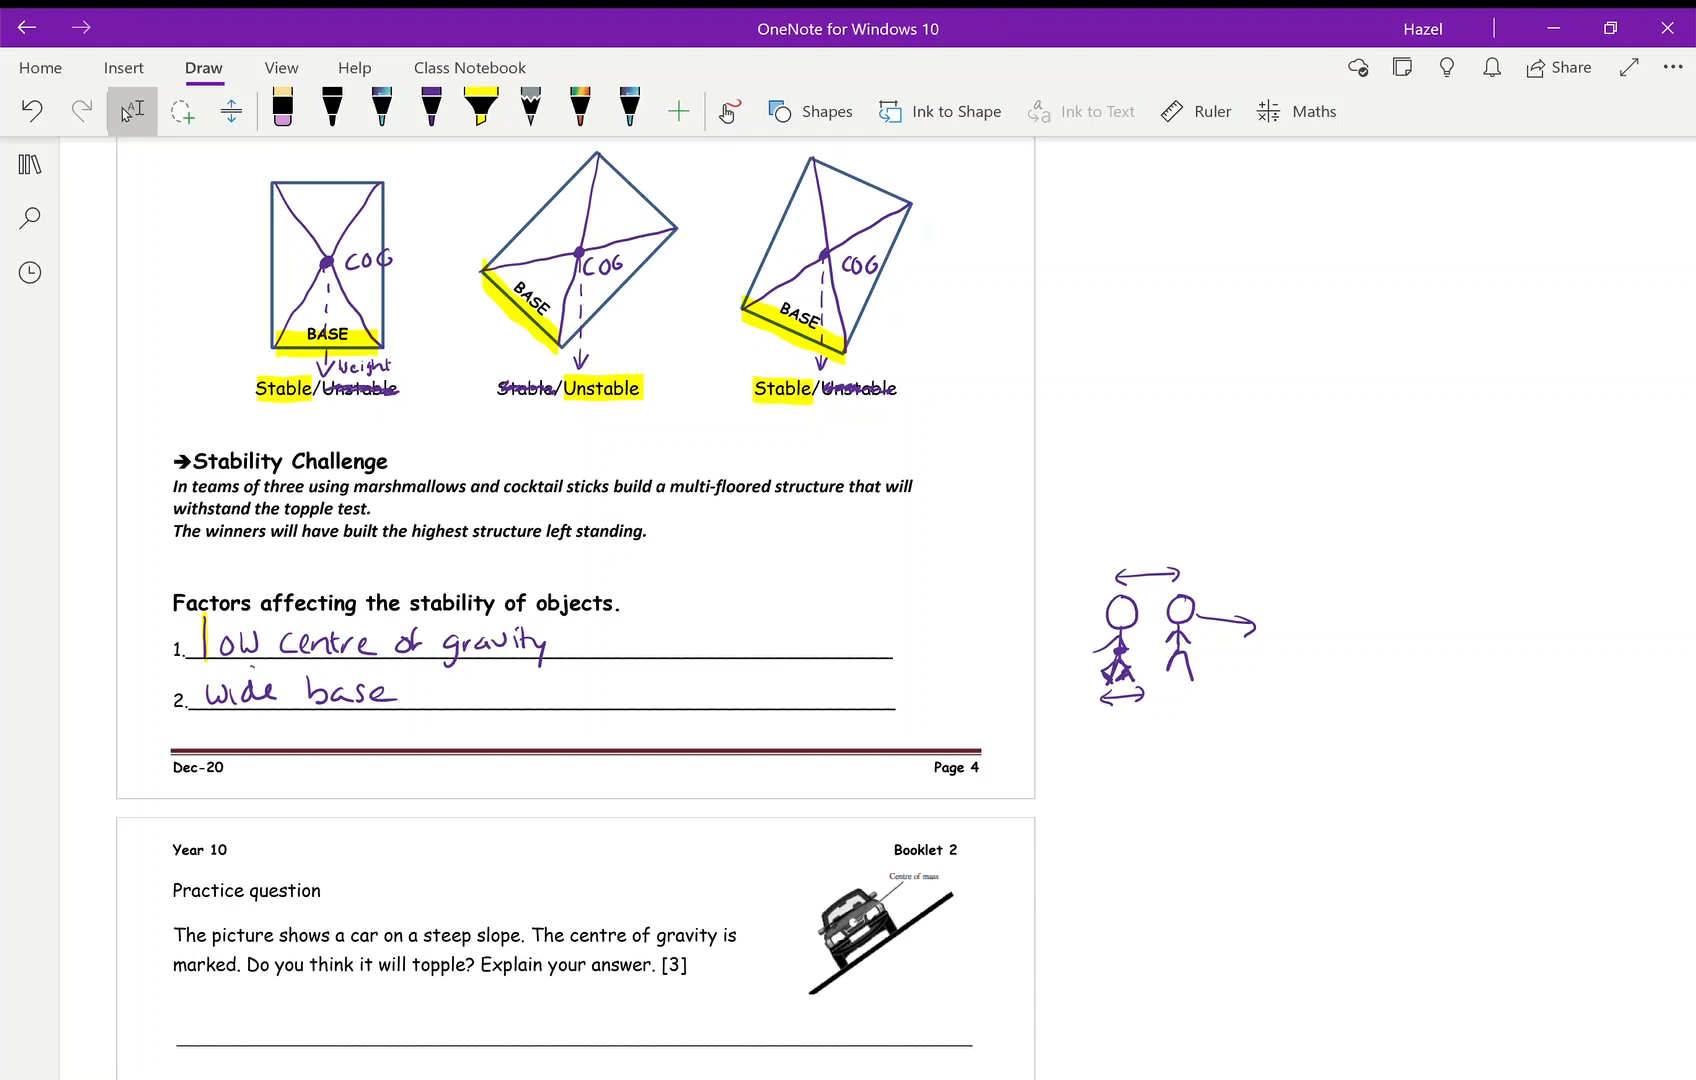 OneNote for Windows 10
Hazel
Home Insert Draw View Help Class Notebook Share
Shapes Ink to Shape Ink to Text Ruler Maths
COG COG COG
BASE BASE BASE
Weight
Stable/Unstable Stable/Unstable Stable/Unstable
➔Stability Challenge
In teams of three using marshmallows and cocktail sticks build a multi-floored structure that will
withstand the topple test.
The winners will have built the highest structure left standing.
Factors affecting the stability of objects.
1. low centre of gravity
2. wide base
Dec-20 Page 4
Year 10 Booklet 2
Centre of mass
Practice question
The picture shows a car on a steep slope. The centre of gravity is
marked. Do you think it will topple? Explain your answer. [3]